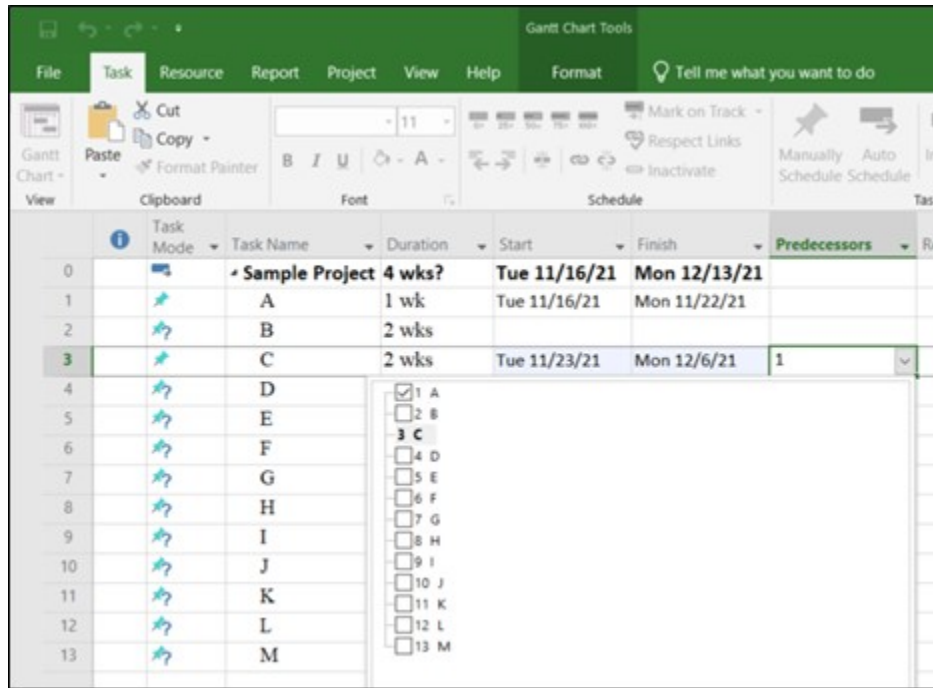 Gantt Chart Tools
File Task Resource Report Project View Help Format Tell me what you want to do
Cut
Copy
Format Painter
Paste
Gantt
Chart
11
B I U A
Mark on Track
Respect Links
Inactivate
Manually Auto
Schedule Schedule
View Clipboard Font Schedule Tas
Task
Mode Task Name Duration Start Finish Predecessors
0 Sample Project 4 wks? Tue 11/16/21 Mon 12/13/21
1 A 1 wk Tue 11/16/21 Mon 11/22/21
2 B 2 wks
3 C 2 wks Tue 11/23/21 Mon 12/6/21 1
4 D
5 E
6 F
7 G
8 H
9 I
10 J
11 K
12 L
13 M
1 A
2 B
3 C
4 D
5 E
6 F
7 G
8 H
9 I
10 J
11 K
12 L
13 M